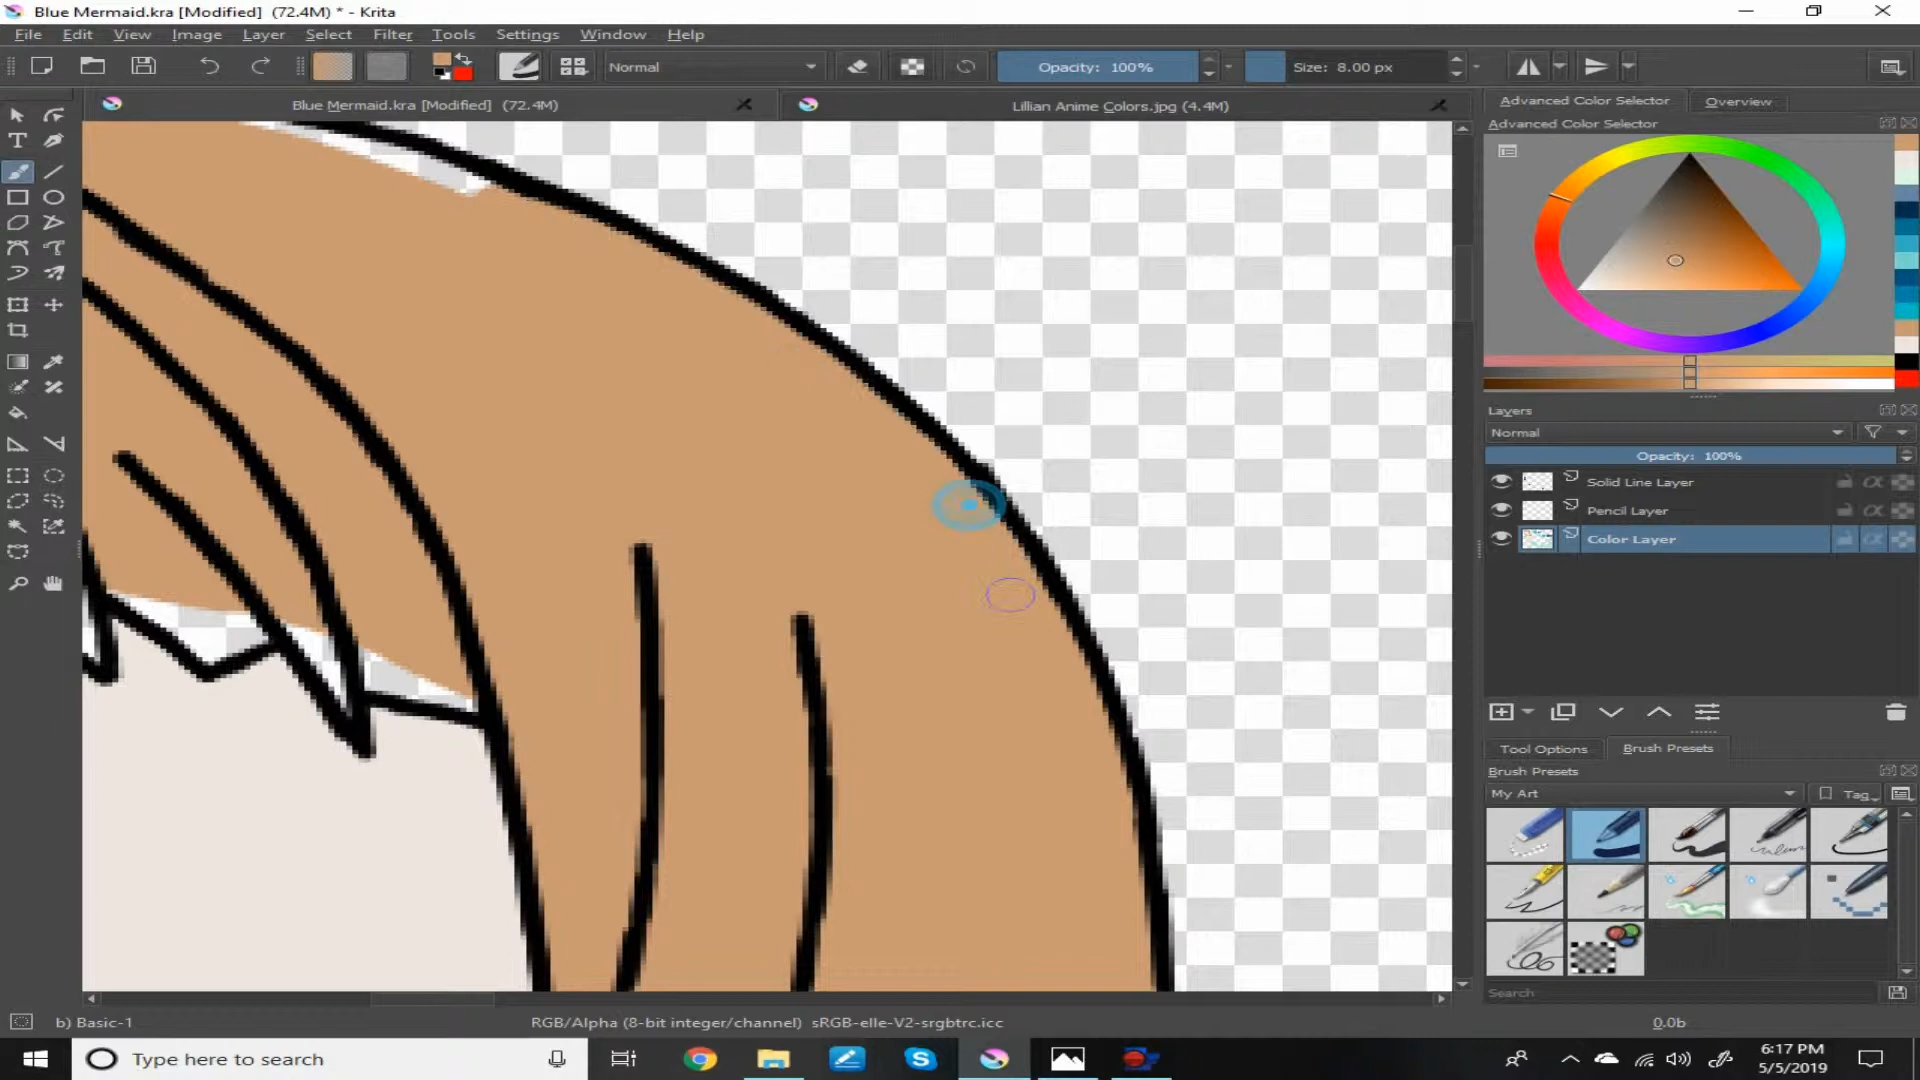 Blue Mermaid.kra [Modified]  (72.4M) * - Krita
File Edit View Image Layer Filter Tools Settings Window Help
Normal Opacity: 100% Size: 8.00 px
Blue Mermaid.kra [Modified]  (72.4M) Lillian Anime Colors.jpg (4.4M)
Advanced Color Selector Overview
Advanced Color Selector
Layers
Normal
Opacity: 100%
Solid Line Layer
Pencil Layer
Color Layer
Tool Options Brush Presets
Brush Presets
My Art Tag
Search
b) Basic-1 RGB/Alpha (8-bit integer/channel)  sRGB-elle-V2-srgbtrc.icc 0.0b
Type here to search
6:17 PM
5/5/2019